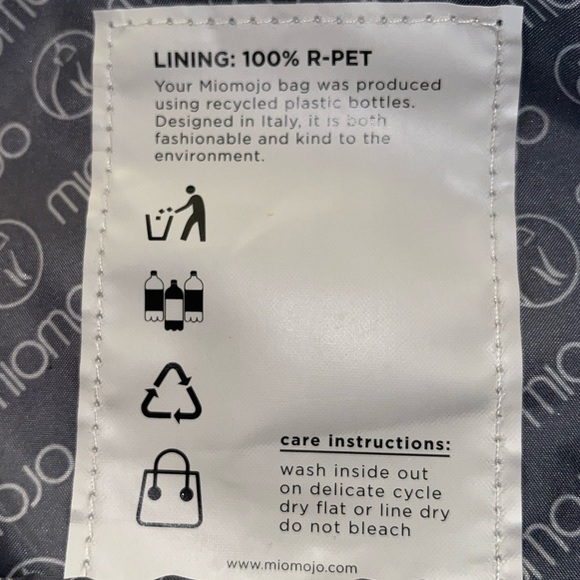 LINING: 100% R-PET
Your Miomojo bag was produced
using recycled plastic bottles.
Designed in Italy, it is both
fashionable and kind to the
environment.
care instructions:
wash inside out
on delicate cycle
dry flat or line dry
do not bleach
www.miomojo.com